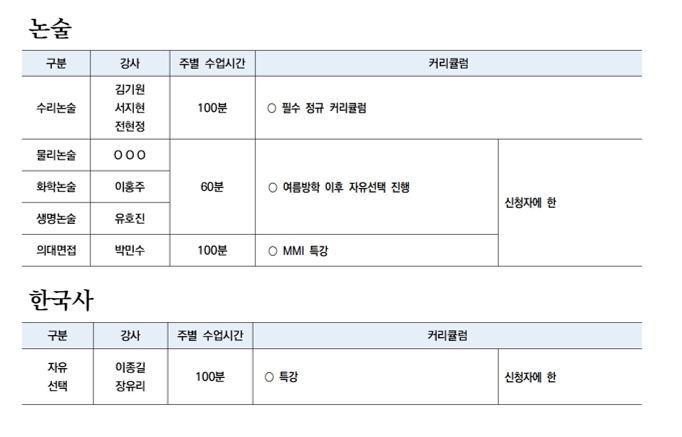 논술
구분 강사 주별 수업시간 커리큘럼
수리논술 김기원 서지현 전현정 100분 ○ 필수 정규 커리큘럼
물리논술 O O O
화학논술 이홍주 60분 ○ 여름방학 이후 자유선택 진행
신청자에 한
생명논술 유호진
의대면접 박민수 100분 ○ MMI 특강
한국사
구분 강사 주별 수업시간 커리큘럼
자유 선택 이종길 장유리 100분 ○ 특강 신청자에 한